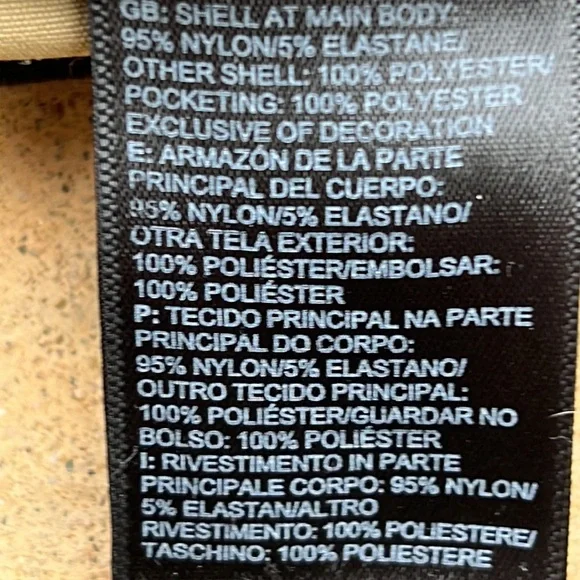 GB: SHELL AT MAIN BODY:
95% NYLON/5% ELASTANE/
OTHER SHELL: 100% POLYESTER/
POCKETING: 100% POLYESTER
EXCLUSIVE OF DECORATION
E: ARMAZÓN DE LA PARTE
PRINCIPAL DEL CUERPO:
95% NYLON/5% ELASTANO/
OTRA TELA EXTERIOR:
100% POLIÉSTER/EMBOLSAR:
100% POLIÉSTER
P: TECIDO PRINCIPAL NA PARTE
PRINCIPAL DO CORPO:
95% NYLON/5% ELASTANO/
OUTRO TECIDO PRINCIPAL:
100% POLIÉSTER/GUARDAR NO
BOLSO: 100% POLIÉSTER
I: RIVESTIMENTO IN PARTE
PRINCIPALE CORPO: 95% NYLON/
5% ELASTAN/ALTRO
RIVESTIMENTO: 100% POLIESTERE/
TASCHINO: 100% POLIESTERE